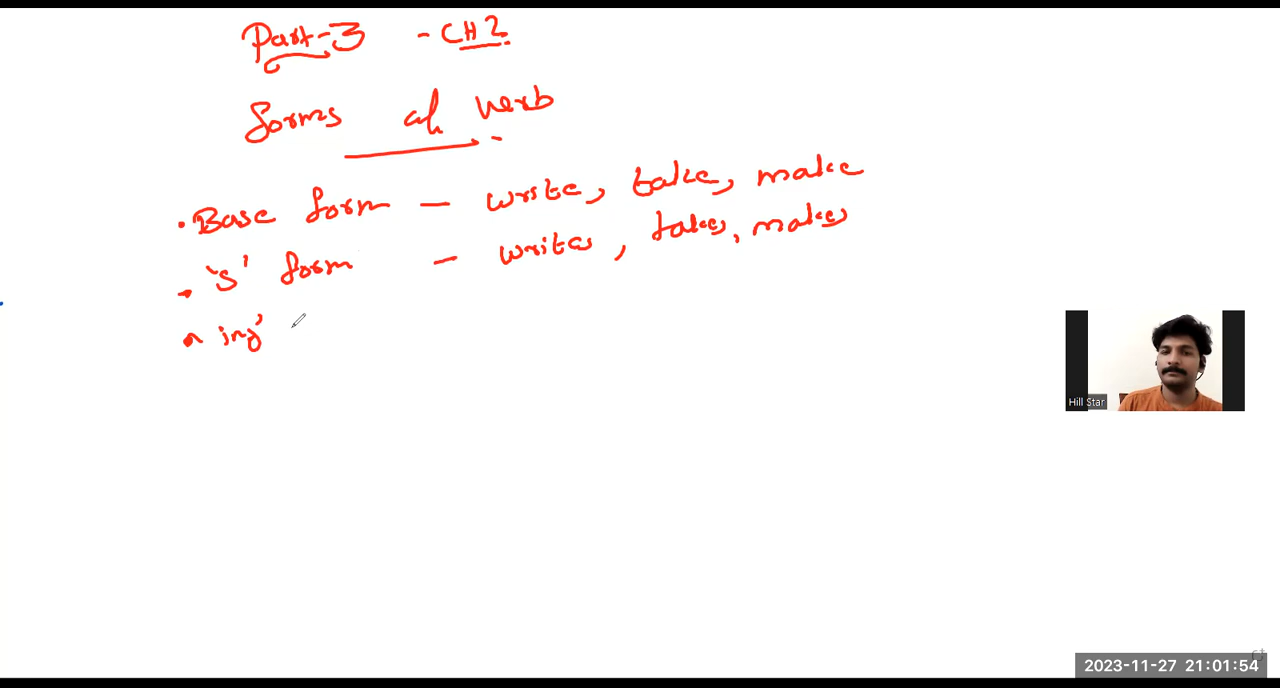 Part-3 - CH 2
forms of verb
• Base form - write, take, make
• 's' form - writes, takes, makes
• ing'
Hill Star
2023-11-27 21:01:54